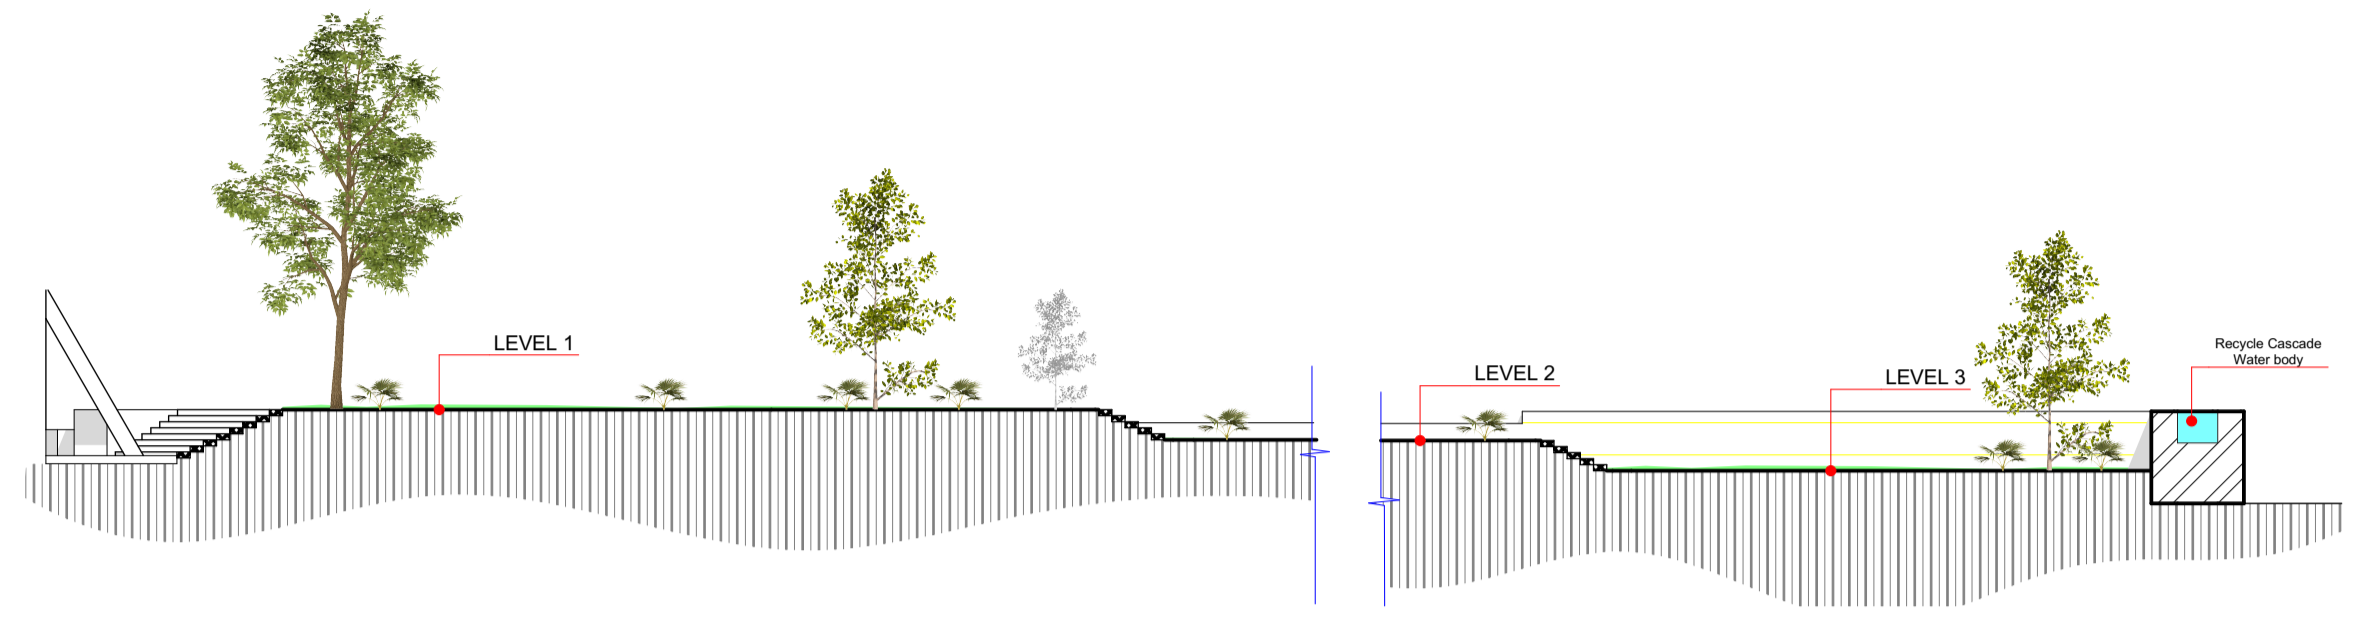 LEVEL 1
LEVEL 2
LEVEL 3
Recycle Cascade
Water body